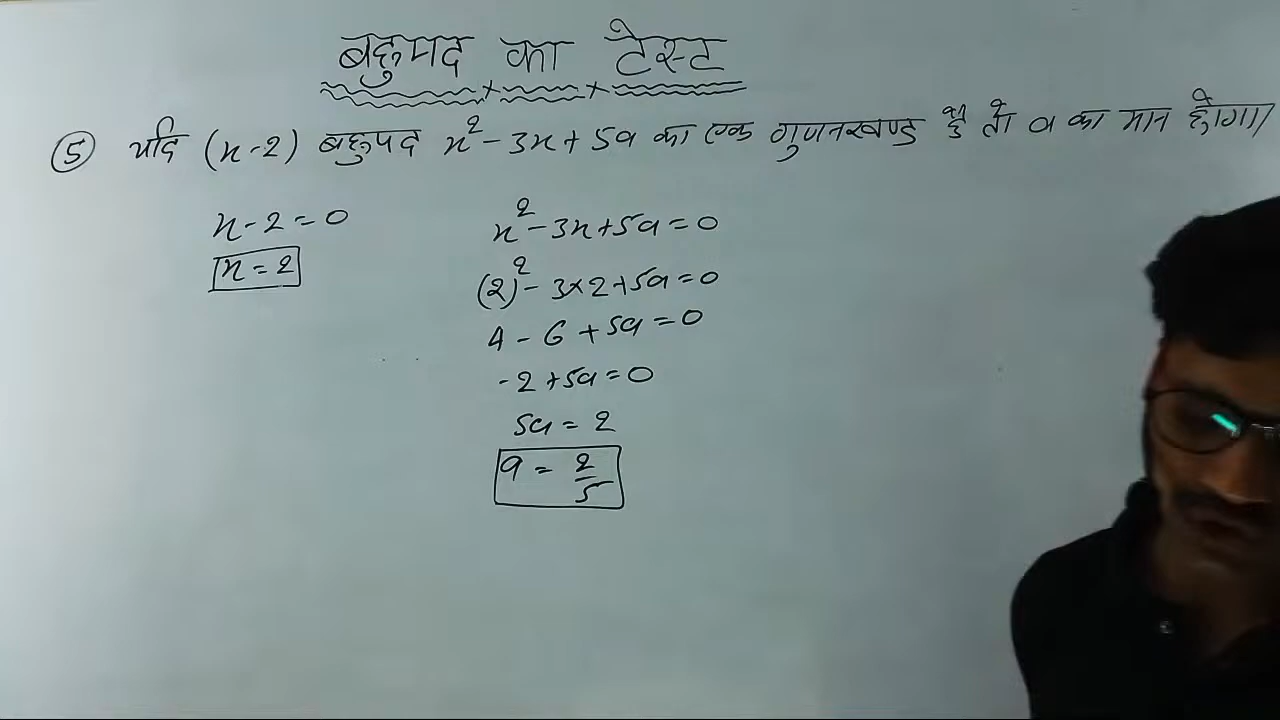 बहुपद का टेस्ट
⑤ यदि (x-2) बहुपद x² - 3x + 5a का एक गुणनखण्ड है तो a का मान होगा।
x - 2 = 0
x = 2
x² - 3x + 5a = 0
(2)² - 3×2 + 5a = 0
4 - 6 + 5a = 0
-2 + 5a = 0
5a = 2
a = 2/5